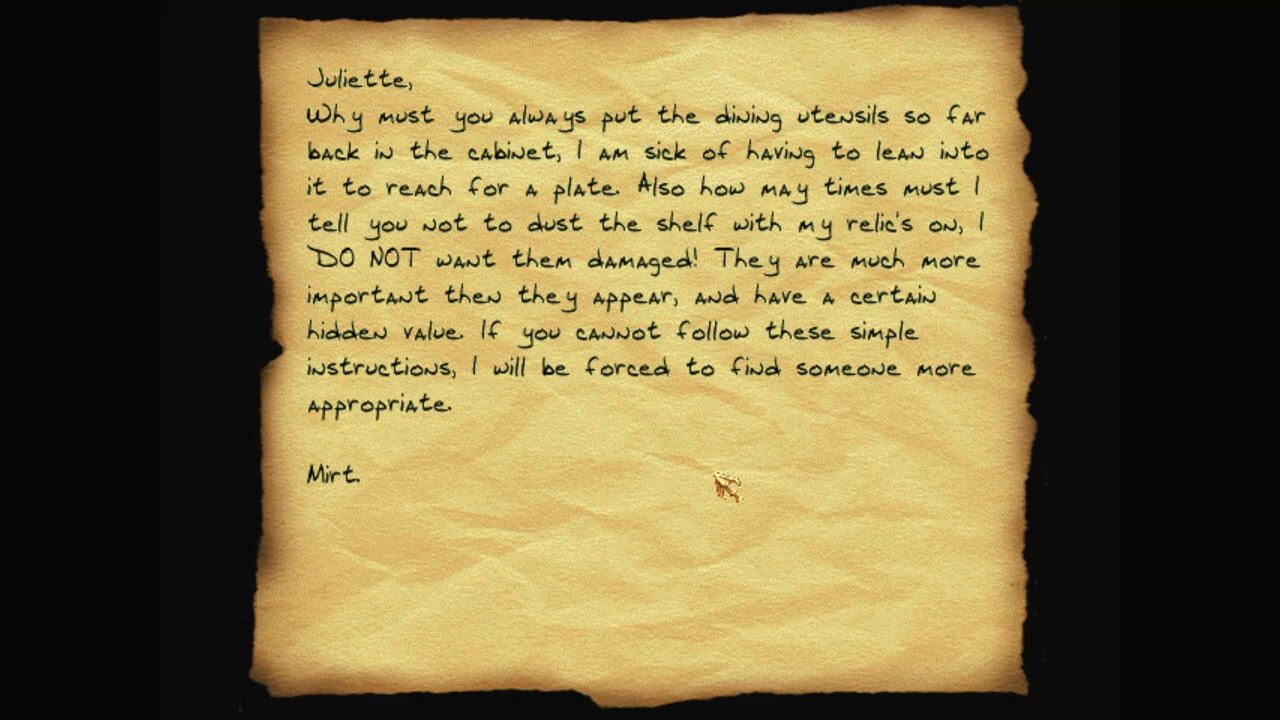 Juliette,
Why must you always put the dining utensils so far
back in the cabinet, I am sick of having to lean into
it to reach for a plate. Also how may times must I
tell you not to dust the shelf with my relic's on, I
DO NOT want them damaged! They are much more
important then they appear, and have a certain
hidden value. If you cannot follow these simple
instructions, I will be forced to find someone more
appropriate.
Mirt.